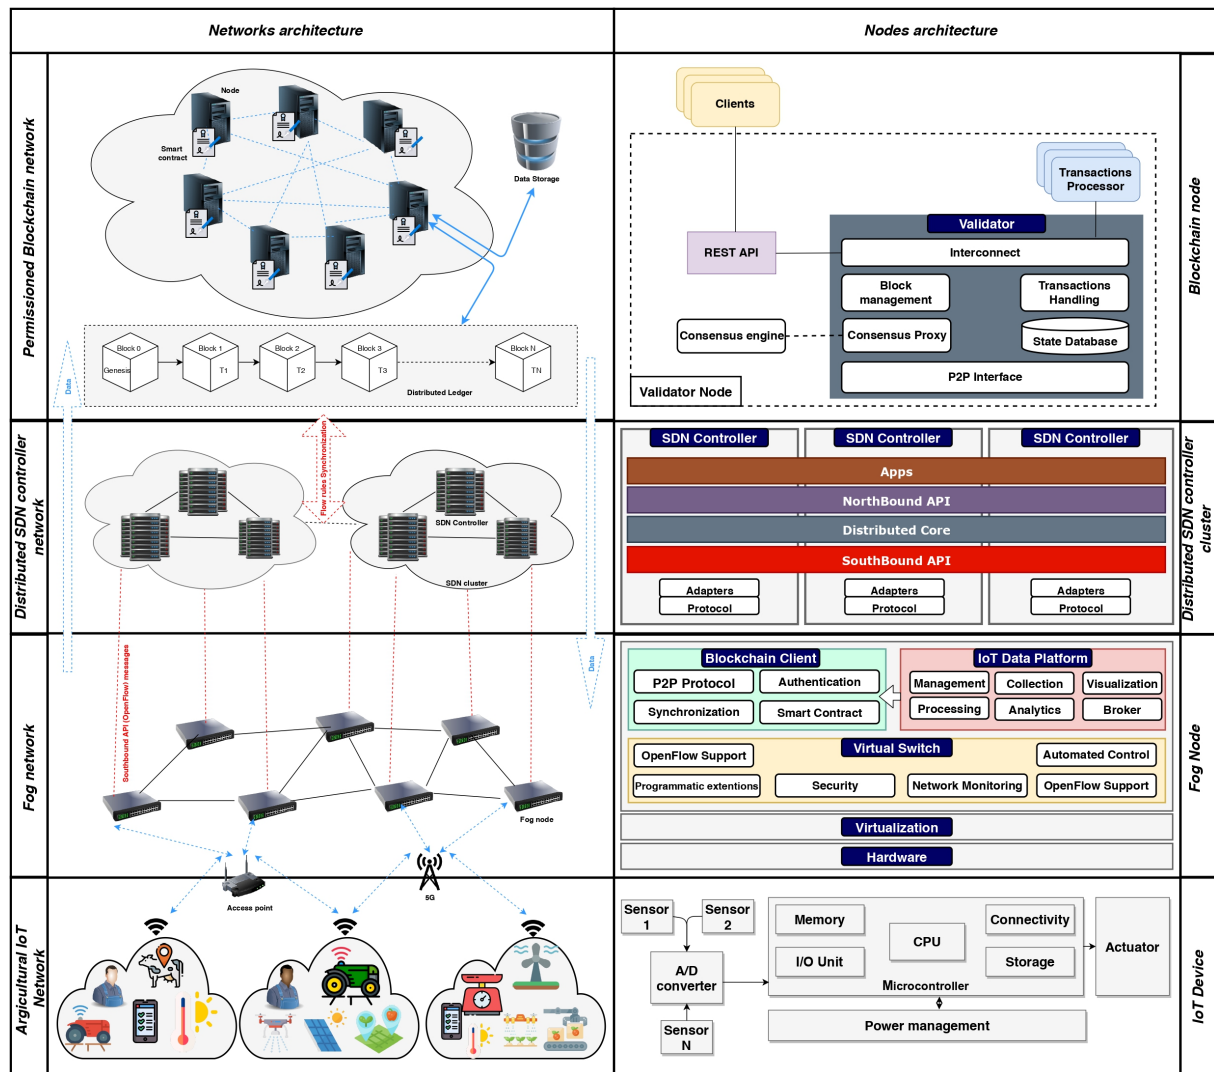 Networks architecture
Nodes architecture
Permissioned Blockchain network
Node
Smart
contract
Data Storage
Block 0
Genesis
Block 1
T1
Block 2
T2
Block 3
T3
Block N
TN
Distributed Ledger
Data
Clients
Transactions
Processor
REST API
Validator
Interconnect
Block
management
Transactions
Handling
Consensus engine
Consensus Proxy
State Database
P2P Interface
Validator Node
Blockchain node
Distributed SDN controller
network
Flow rules Synchronization
SDN Controller
SDN cluster
SDN Controller
SDN Controller
SDN Controller
Apps
NorthBound API
Distributed Core
SouthBound API
Adapters
Protocol
Adapters
Protocol
Adapters
Protocol
Distributed SDN controller
cluster
Fog network
Southbound API (OpenFlow) messages
Data
Fog node
Access point
5G
Blockchain Client
P2P Protocol
Authentication
Synchronization
Smart Contract
IoT Data Platform
Management
Collection
Visualization
Processing
Analytics
Broker
Virtual Switch
OpenFlow Support
Automated Control
Programmatic extentions
Security
Network Monitoring
OpenFlow Support
Virtualization
Hardware
Fog Node
Argicultural IoT
Network
Sensor
1
Sensor
2
A/D
converter
Sensor
N
Memory
CPU
Connectivity
I/O Unit
Storage
Microcontroller
Actuator
Power management
IoT Device